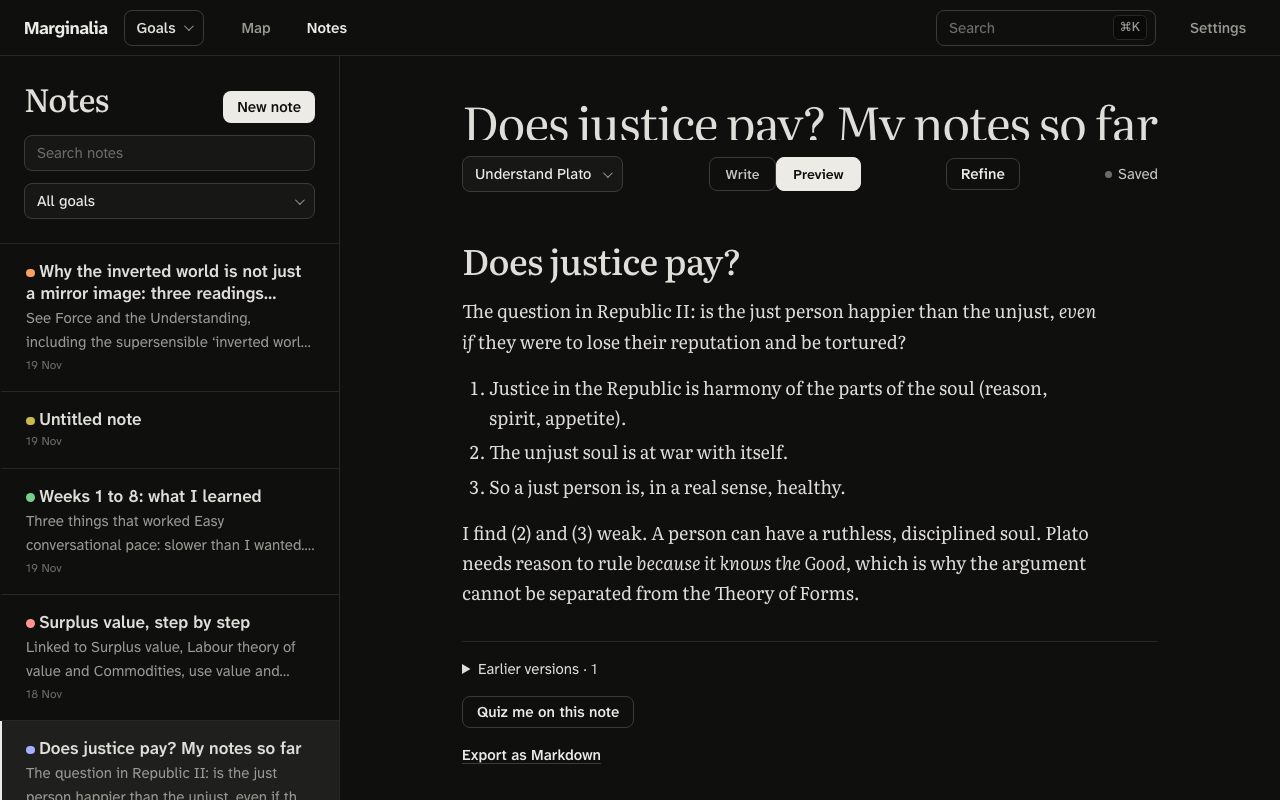 Marginalia
Goals
Map
Notes
Search
⌘K
Settings
Notes
New note
Search notes
All goals
Why the inverted world is not just
a mirror image: three readings...
See Force and the Understanding,
including the supersensible ‘inverted worl...
19 Nov
Untitled note
19 Nov
Weeks 1 to 8: what I learned
Three things that worked Easy
conversational pace: slower than I wanted....
19 Nov
Surplus value, step by step
Linked to Surplus value, Labour theory of
value and Commodities, use value and...
18 Nov
Does justice pay? My notes so far
The question in Republic II: is the just
person happier than the unjust, even if th...
Does justice pay? My notes so far
Understand Plato
Write
Preview
Refine
Saved
Does justice pay?
The question in Republic II: is the just person happier than the unjust, even
if they were to lose their reputation and be tortured?
1. Justice in the Republic is harmony of the parts of the soul (reason,
spirit, appetite).
2. The unjust soul is at war with itself.
3. So a just person is, in a real sense, healthy.
I find (2) and (3) weak. A person can have a ruthless, disciplined soul. Plato
needs reason to rule because it knows the Good, which is why the argument
cannot be separated from the Theory of Forms.
Earlier versions · 1
Quiz me on this note
Export as Markdown